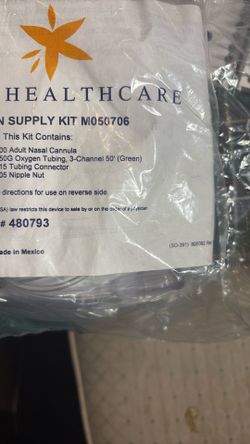 HEALTHCARE
N SUPPLY KIT M050706
This Kit Contains:
00 Adult Nasal Cannula
50G Oxygen Tubing, 3-Channel 50' (Green)
15 Tubing Connector
05 Nipple Nut
directions for use on reverse side.
SA) law restricts this device to sale by or on the order of a physician
# 480793
Made in Mexico